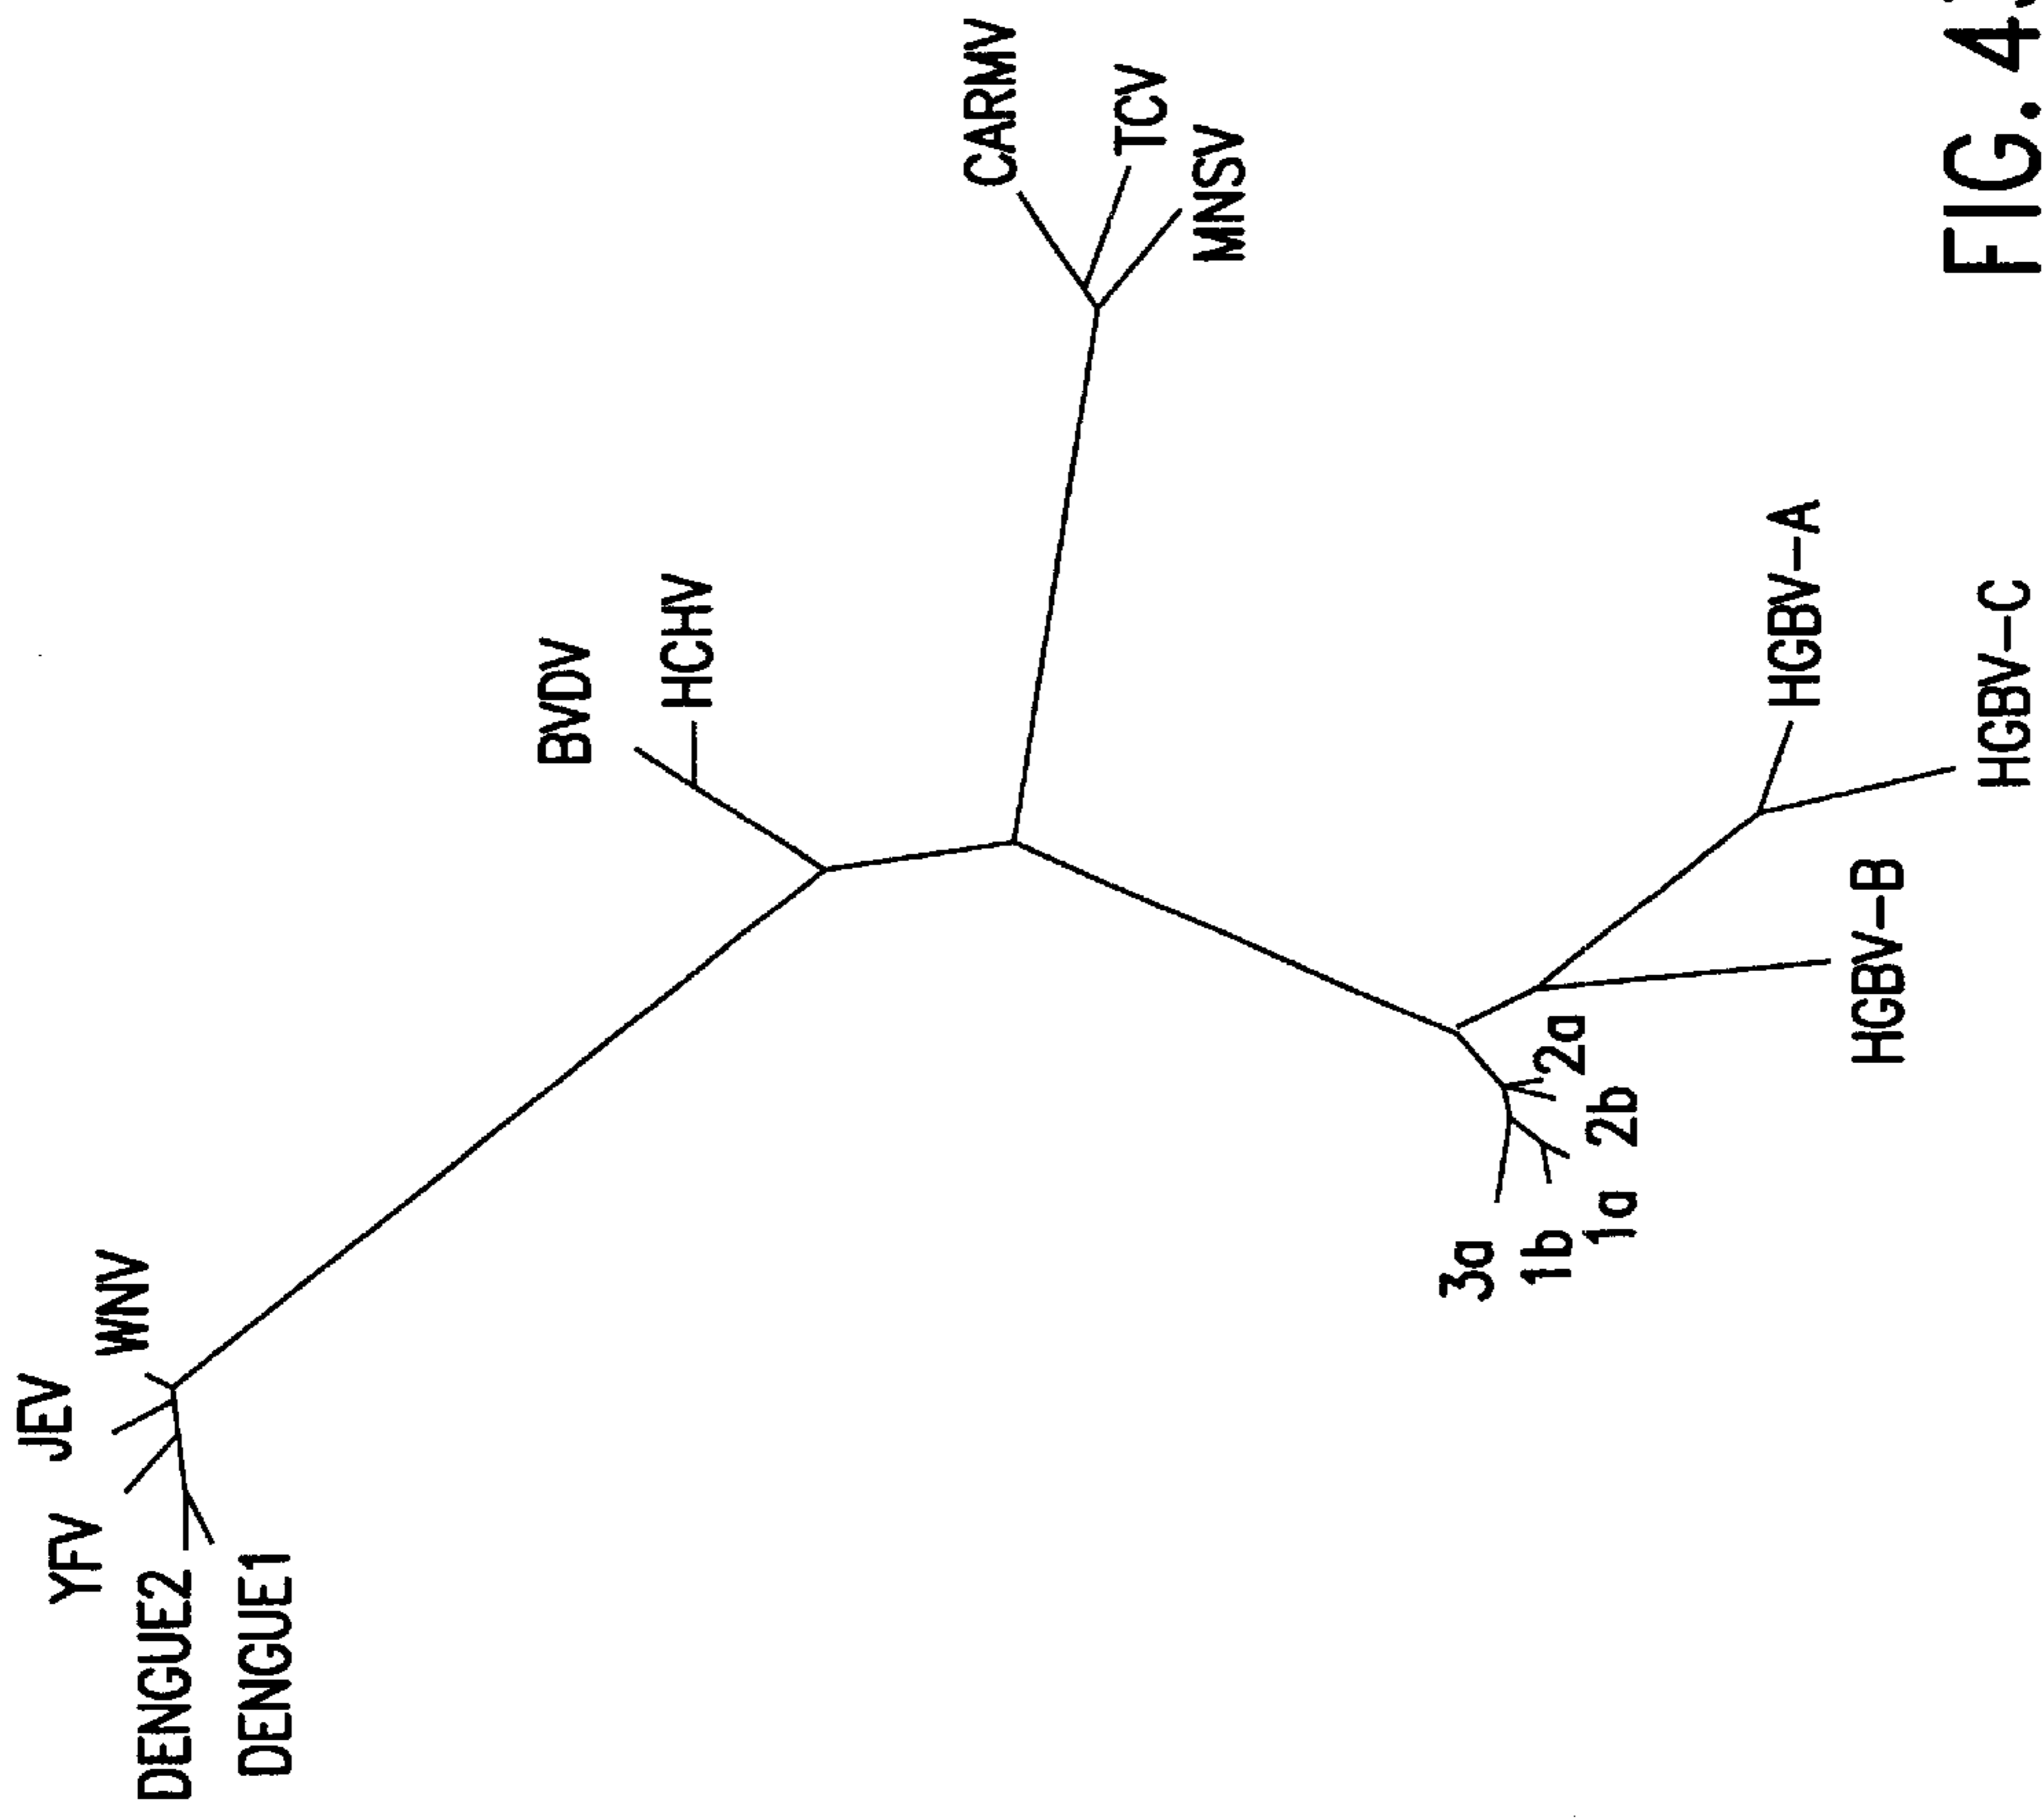 JEV
YFV
WNV
DENGUE2
DENGUE1
BVDV
HCHV
CARMV
TCV
MNSV
3a
1b
2a
1a
2b
HGBV-A
HGBV-B
HGBV-C
FIG. 4